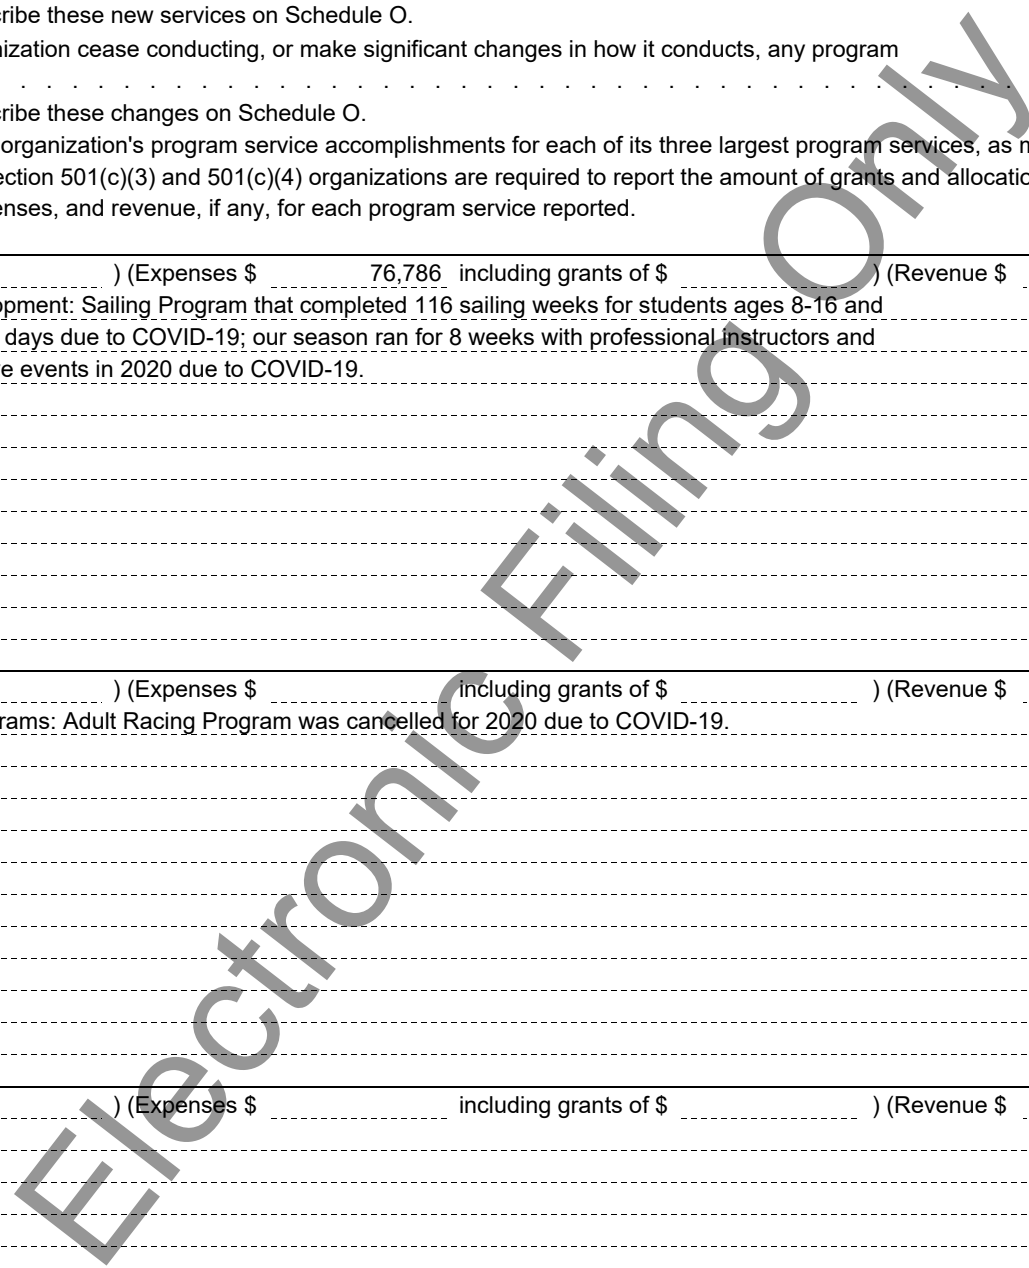 ribe these new services on Schedule O.
ization cease conducting, or make significant changes in how it conducts, any program
. . . . . . . . . . . . . . . . . . . . . . . . . . . . . . . . . . . . . . .
ribe these changes on Schedule O.
organization's program service accomplishments for each of its three largest program services, as m
ection 501(c)(3) and 501(c)(4) organizations are required to report the amount of grants and allocatio
enses, and revenue, if any, for each program service reported.
) (Expenses $ 76,786 including grants of $ ) (Revenue $
opment: Sailing Program that completed 116 sailing weeks for students ages 8-16 and
days due to COVID-19; our season ran for 8 weeks with professional instructors and
e events in 2020 due to COVID-19.
) (Expenses $ including grants of $ ) (Revenue $
rams: Adult Racing Program was cancelled for 2020 due to COVID-19.
) (Expenses $ including grants of $ ) (Revenue $
Electronic Filing Only